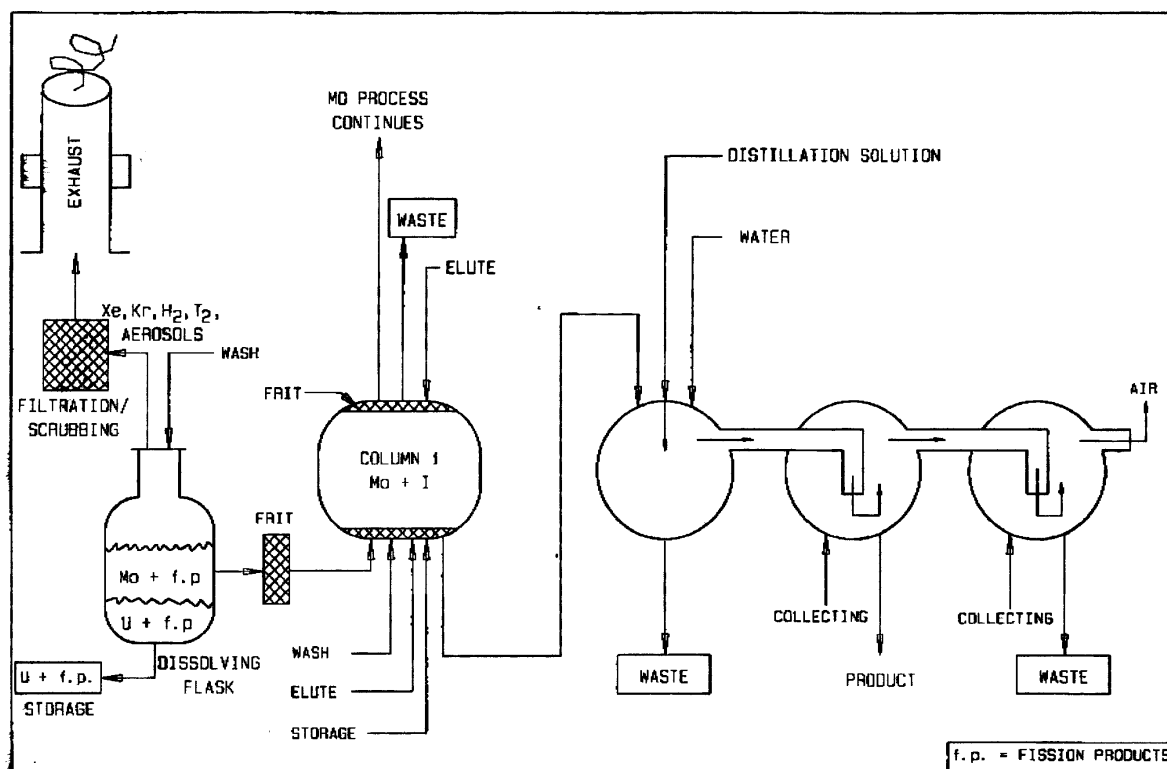 EXHAUST
Xe, Kr, H2, T2,
AEROSOLS
WASH
FILTRATION/
SCRUBBING
Mo + f.p
U + f.p
DISSOLVING
FLASK
U + f.p.
STORAGE
FRIT
MO PROCESS
CONTINUES
WASTE
ELUTE
FRIT
COLUMN 1
Mo + I
WASH
ELUTE
STORAGE
DISTILLATION SOLUTION
WATER
AIR
COLLECTING
COLLECTING
WASTE
PRODUCT
WASTE
f.p. = FISSION PRODUCTS